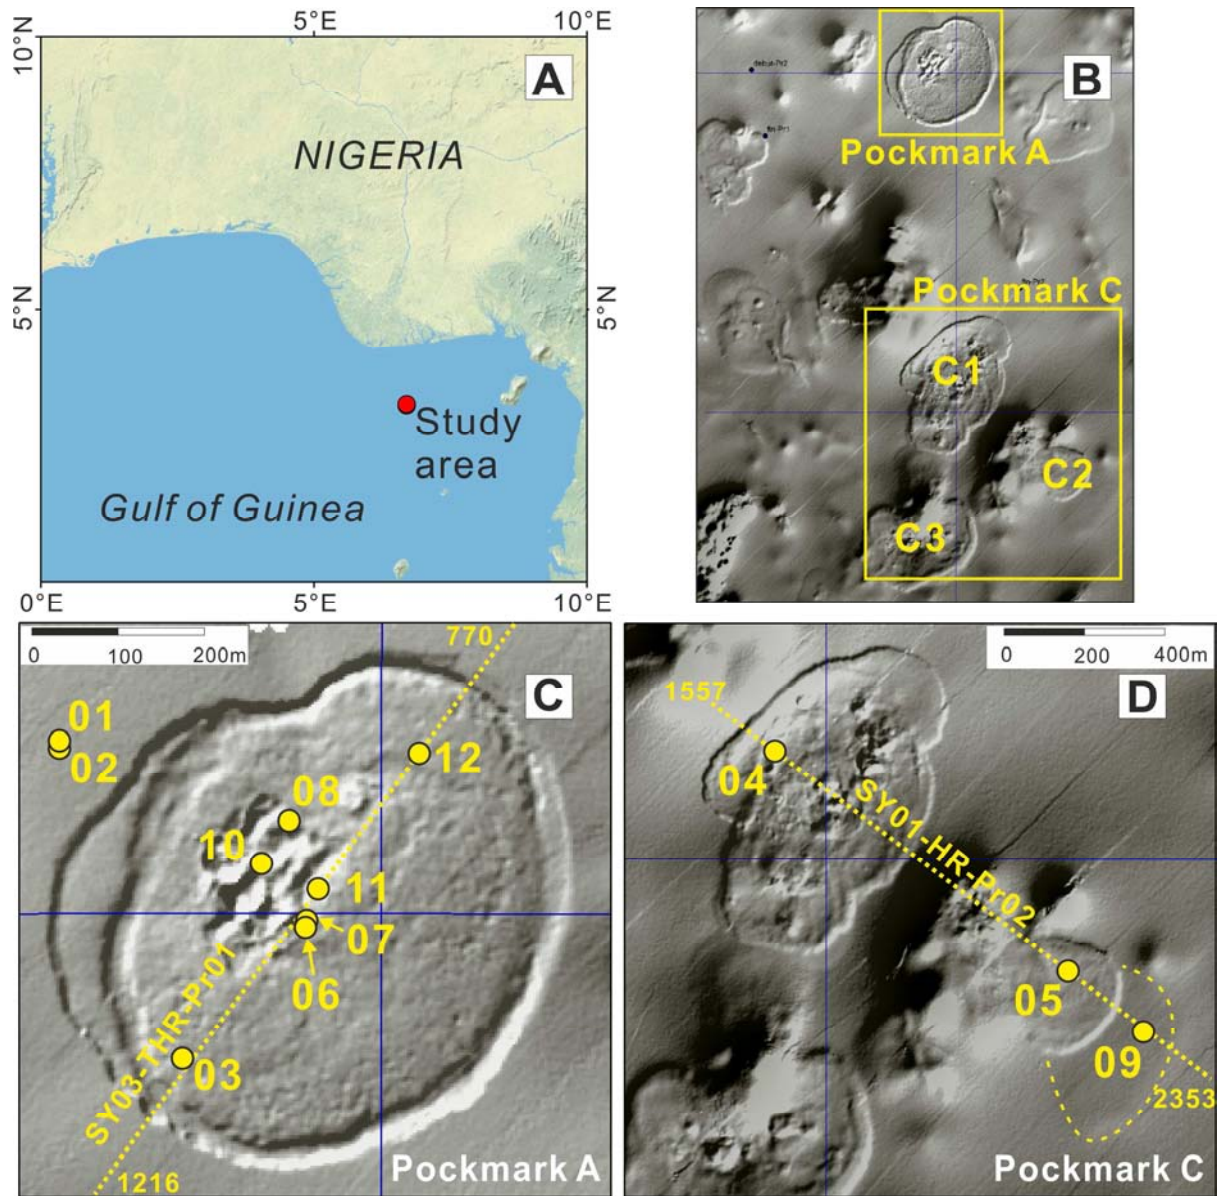 5°E
10°E
10°N
A
NIGERIA
5°N
5°N
Study
area
Gulf of Guinea
0°E
5°E
10°E
B
Pockmark A
Pockmark C
C1
C2
C3
0 100 200m
770
C
01
02
12
08
10
11
07
06
03
SY03-THR-Pr01
1216
Pockmark A
0 200 400m
1557
D
04
SY01-HR-Pr02
05
09
2353
Pockmark C